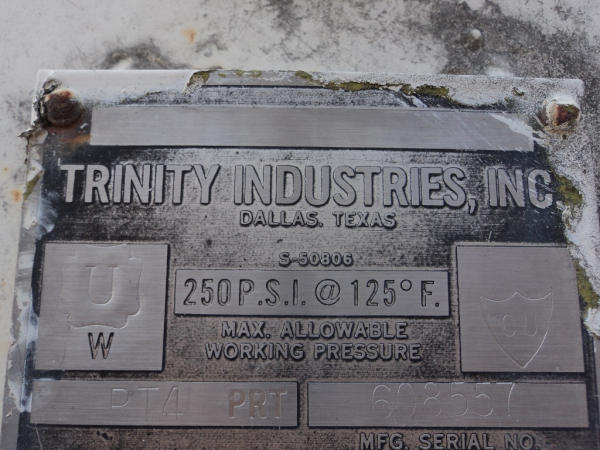 TRINITY INDUSTRIES, INC.
DALLAS, TEXAS
S-50806
U
W
250 P.S.I. @ 125° F.
MAX. ALLOWABLE
WORKING PRESSURE
PT4 PRT
608557
MFG. SERIAL NO.